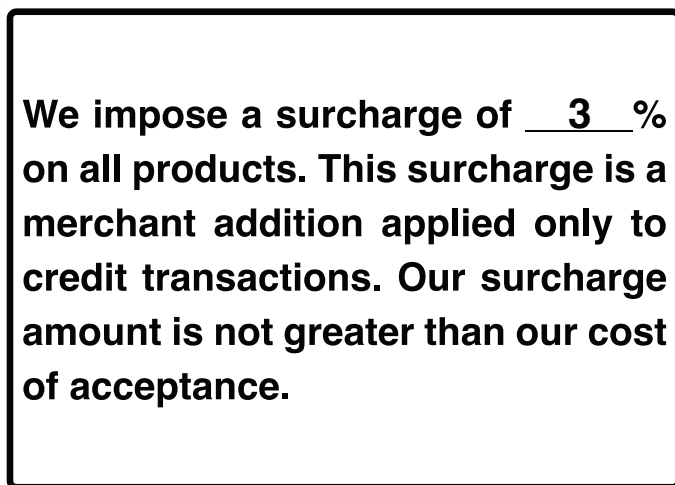 We impose a surcharge of __3__%
on all products. This surcharge is a
merchant addition applied only to
credit transactions. Our surcharge
amount is not greater than our cost
of acceptance.